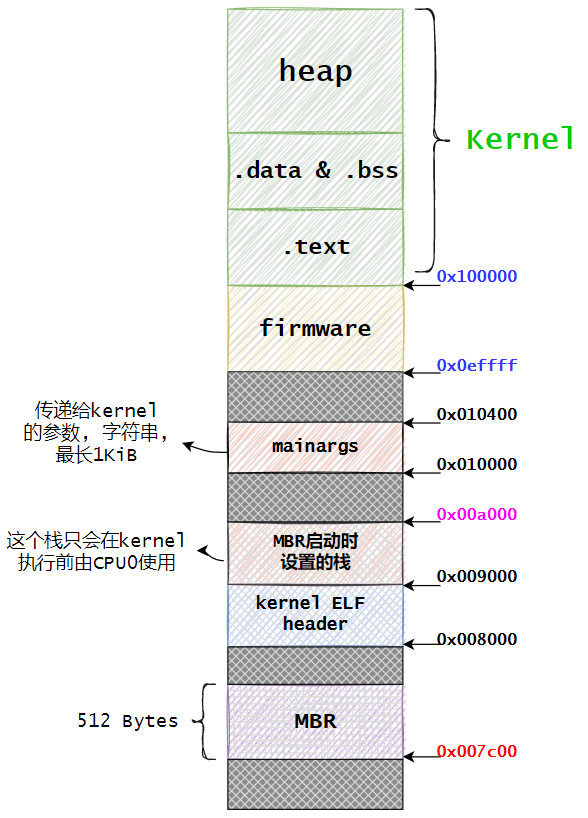 heap
Kernel
.data & .bss
.text
0x100000
firmware
0x0effff
传递给kernel
的参数, 字符串,
最长1KiB
0x010400
mainargs
0x010000
0x00a000
这个栈只会在kernel
执行前由CPU0使用
MBR启动时
设置的栈
0x009000
kernel ELF
header
0x008000
512 Bytes
MBR
0x007c00